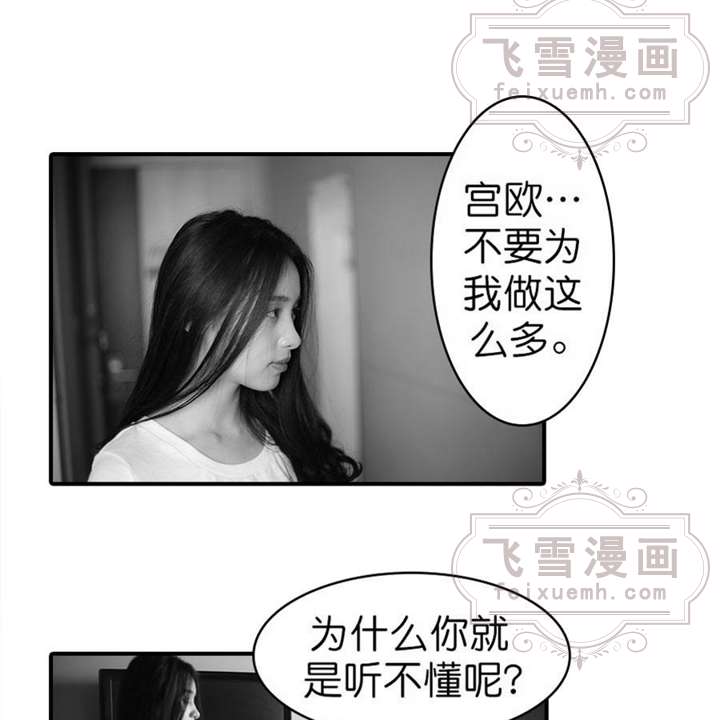 飞雪漫画
feixuemh.com
宫欧…
不要为
我做这
么多。
飞雪漫画
feixuemh.com
为什么你就
是听不懂呢?